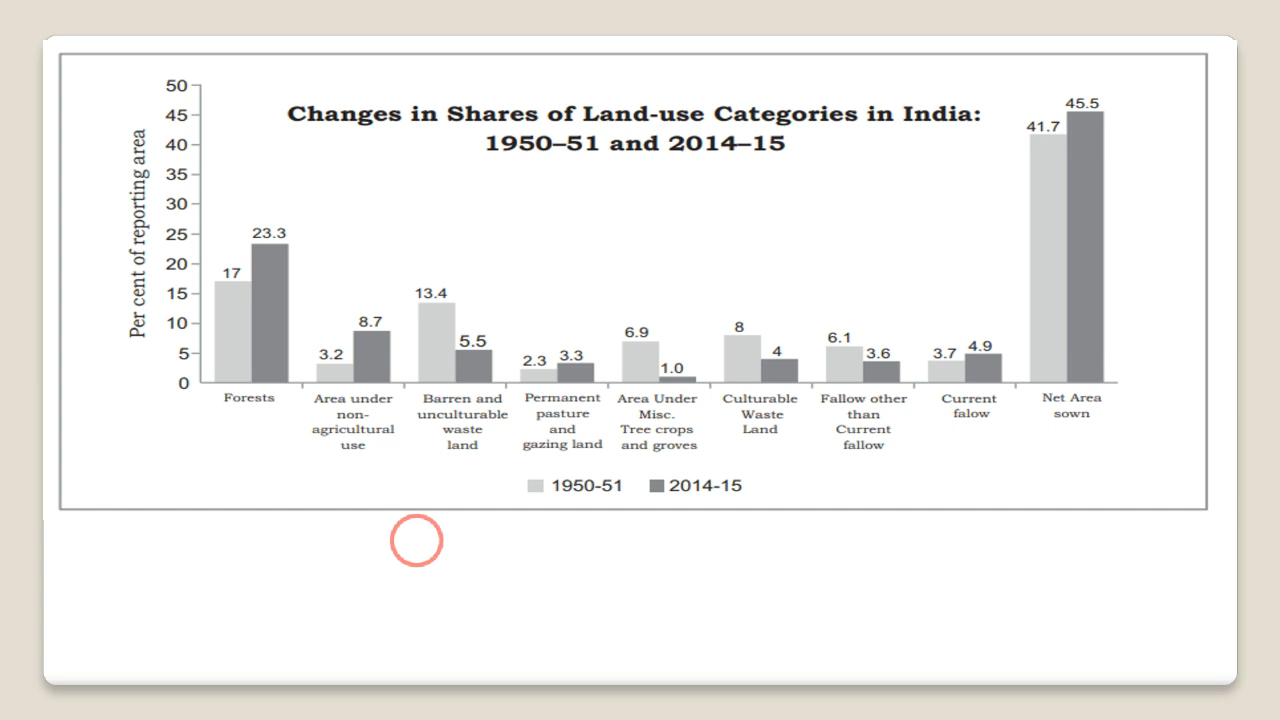 Changes in Shares of Land-use Categories in India:
1950–51 and 2014–15
Per cent of reporting area
50
45
40
35
30
25
20
15
10
5
0
17
23.3
3.2
8.7
13.4
5.5
2.3
3.3
6.9
1.0
8
4
6.1
3.6
3.7
4.9
41.7
45.5
Forests
Area under
non-
agricultural
use
Barren and
unculturable
waste
land
Permanent
pasture
and
gazing land
Area Under
Misc.
Tree crops
and groves
Culturable
Waste
Land
Fallow other
than
Current
fallow
Current
falow
Net Area
sown
1950-51
2014-15